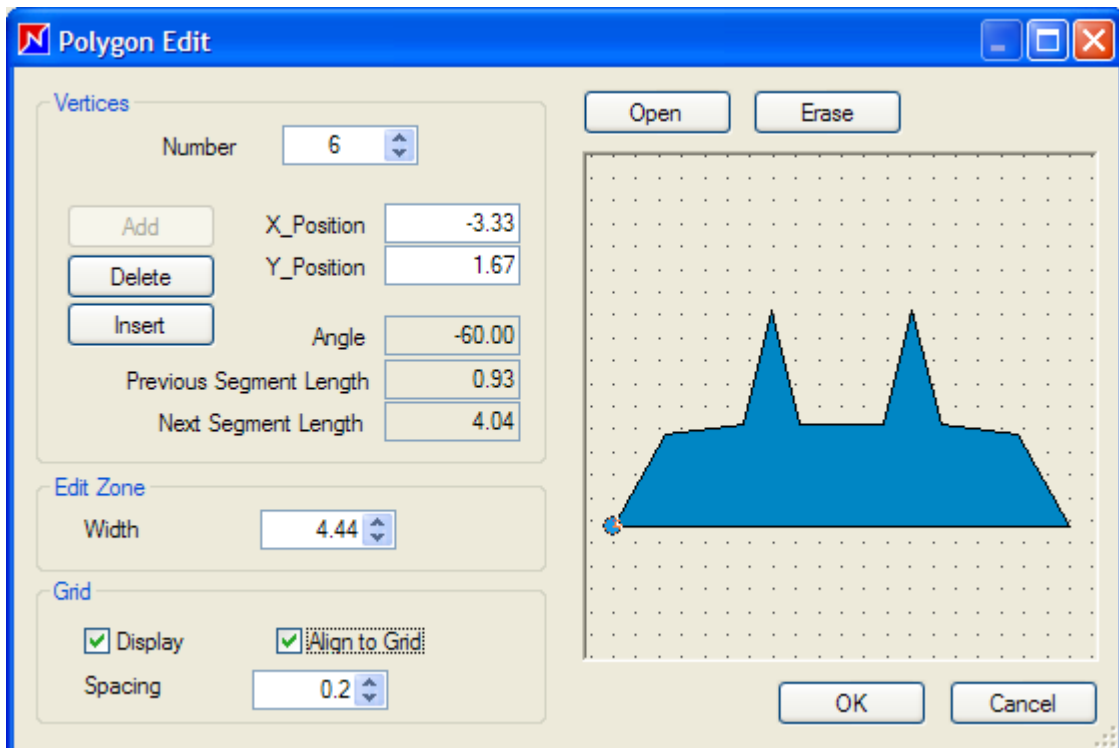 Polygon Edit
Vertices
Number 6
Add
X_Position -3.33
Delete
Y_Position 1.67
Insert
Angle -60.00
Previous Segment Length 0.93
Next Segment Length 4.04
Edit Zone
Width 4.44
Grid
Display Align to Grid
Spacing 0.2
Open Erase
OK Cancel